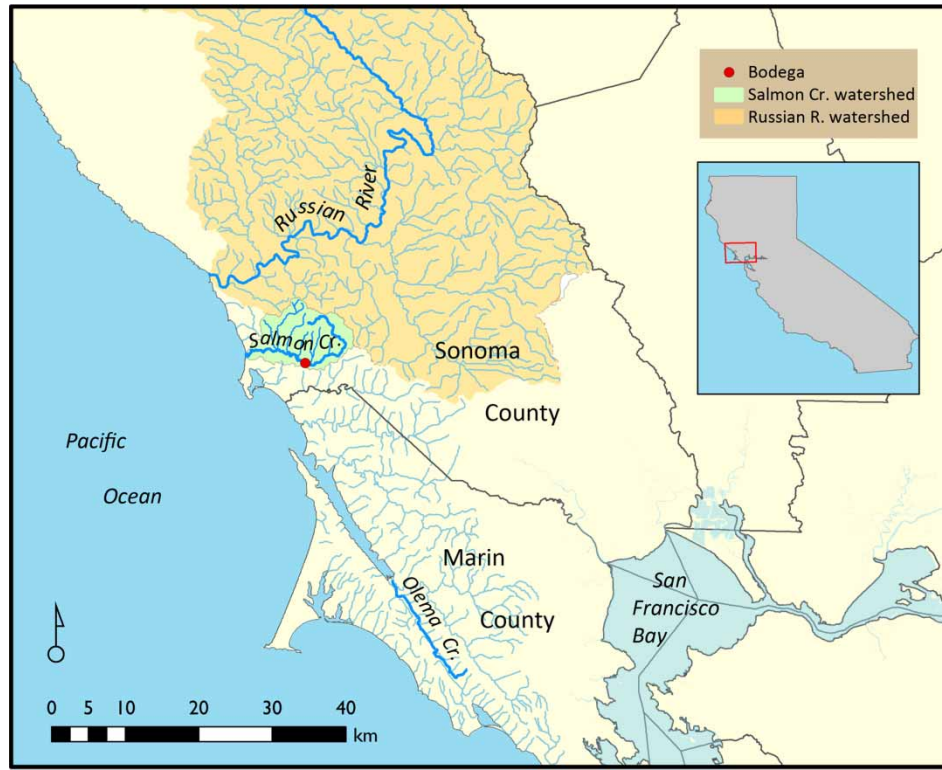 Bodega
Salmon Cr. watershed
Russian R. watershed
Russian River
Salmon Cr.
Sonoma
County
Pacific
Ocean
Marin
County
Olema Cr.
San
Francisco
Bay
0 5 10 20 30 40
km